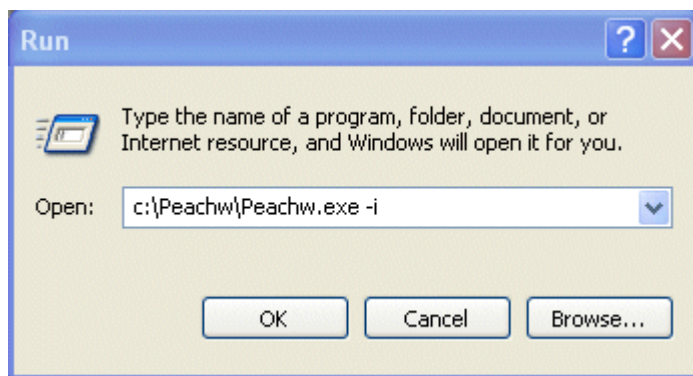 Run
Type the name of a program, folder, document, or
Internet resource, and Windows will open it for you.
Open: c:\Peachw\Peachw.exe -i
OK Cancel Browse...